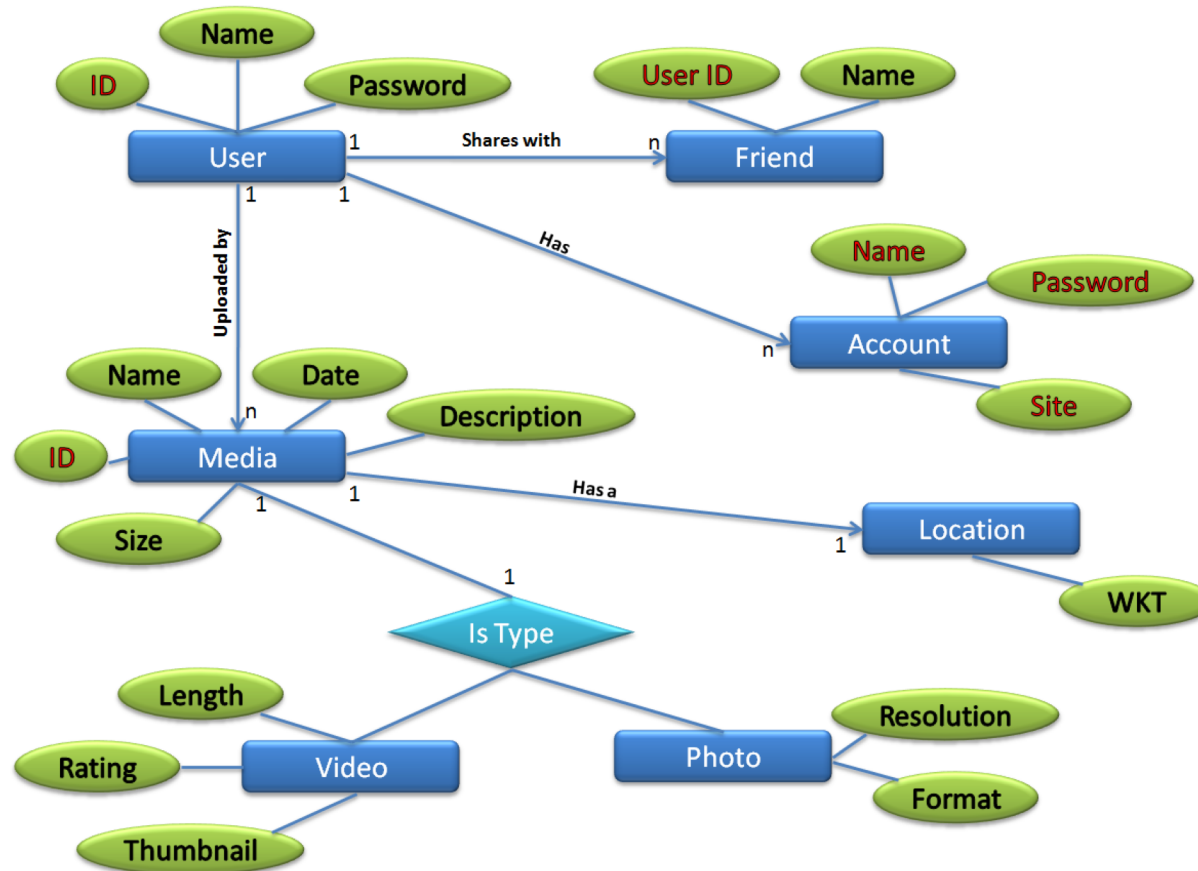 Name
ID
Password
User ID
Name
User
1
Shares with
n
Friend
1
1
Has
Name
Password
Uploaded by
n
Account
Site
Name
Date
n
Description
ID
Media
1
1
Has a
1
Location
Size
WKT
1
Is Type
Length
Resolution
Rating
Video
Photo
Format
Thumbnail